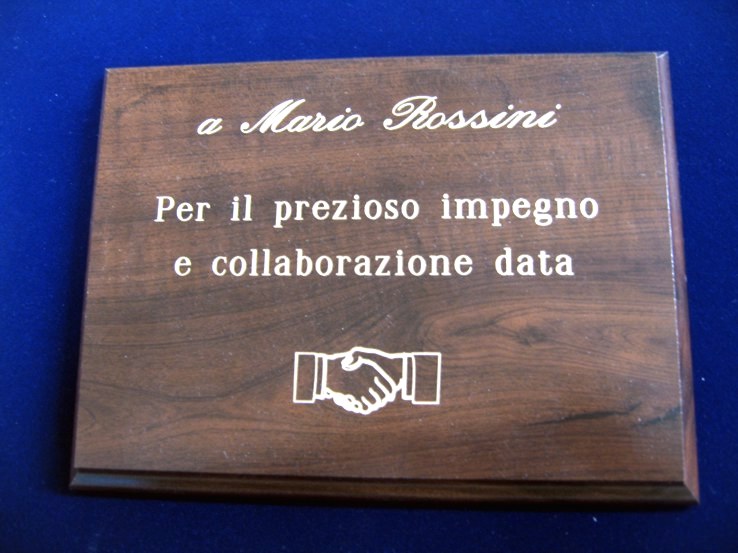 a Mario Rossini
Per il prezioso impegno
e collaborazione data